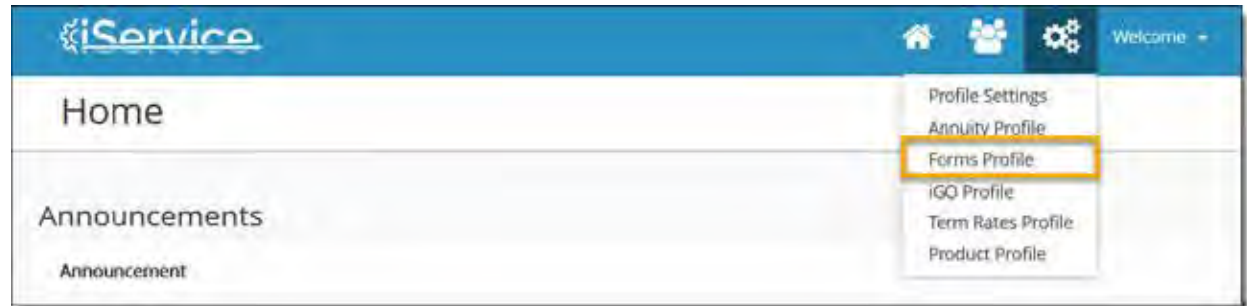 iService
Welcome
Home
Profile Settings
Annuity Profile
Forms Profile
iGO Profile
Term Rates Profile
Product Profile
Announcements
Announcement